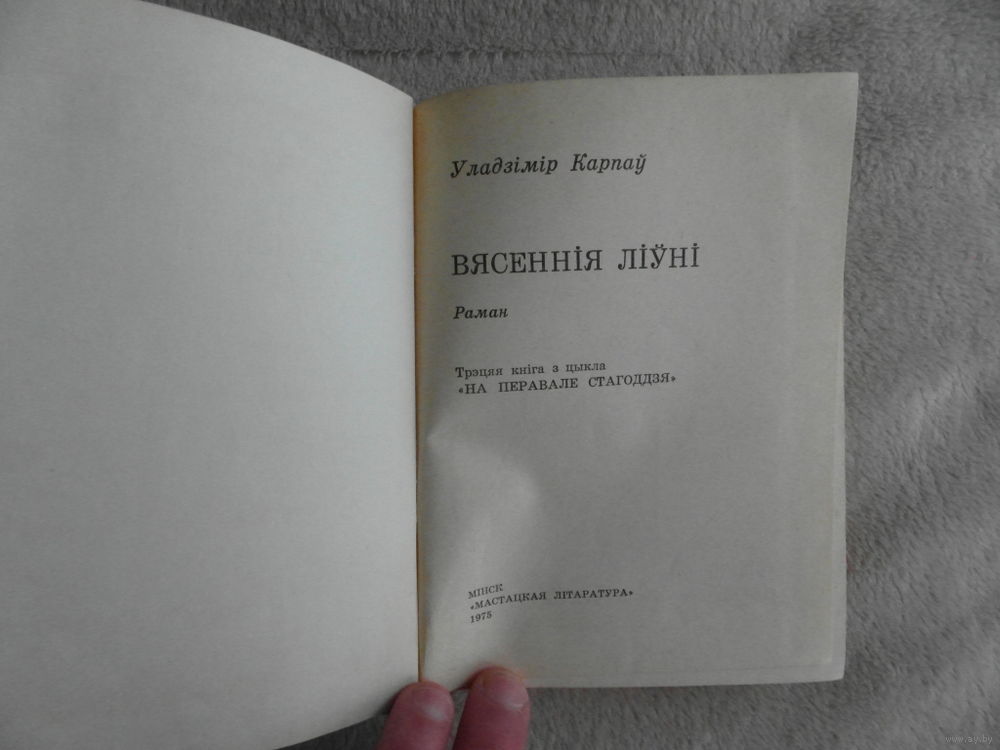 Уладзімір Карпаў
ВЯСЕННІЯ ЛІЎНІ
Раман
Трэцяя кніга з цыкла
«НА ПЕРАВАЛЕ СТАГОДДЗЯ»
МІНСК
«МАСТАЦКАЯ ЛІТАРАТУРА»
1975
www.ay.by